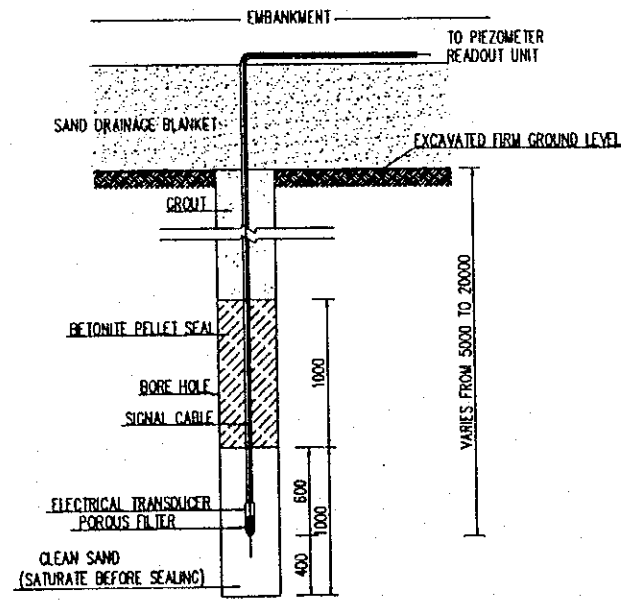 EMBANKMENT
TO PIEZOMETER
READOUT UNIT
SAND DRAINAGE BLANKET
EXCAVATED FIRM GROUND LEVEL
GROUT
BETONITE PELLET SEAL
1000
VARIES FROM 5000 TO 20000
BORE HOLE
SIGNAL CABLE
600
1000
ELECTRICAL TRANSDUCER
POROUS FILTER
400
CLEAN SAND
(SATURATE BEFORE SEALING)